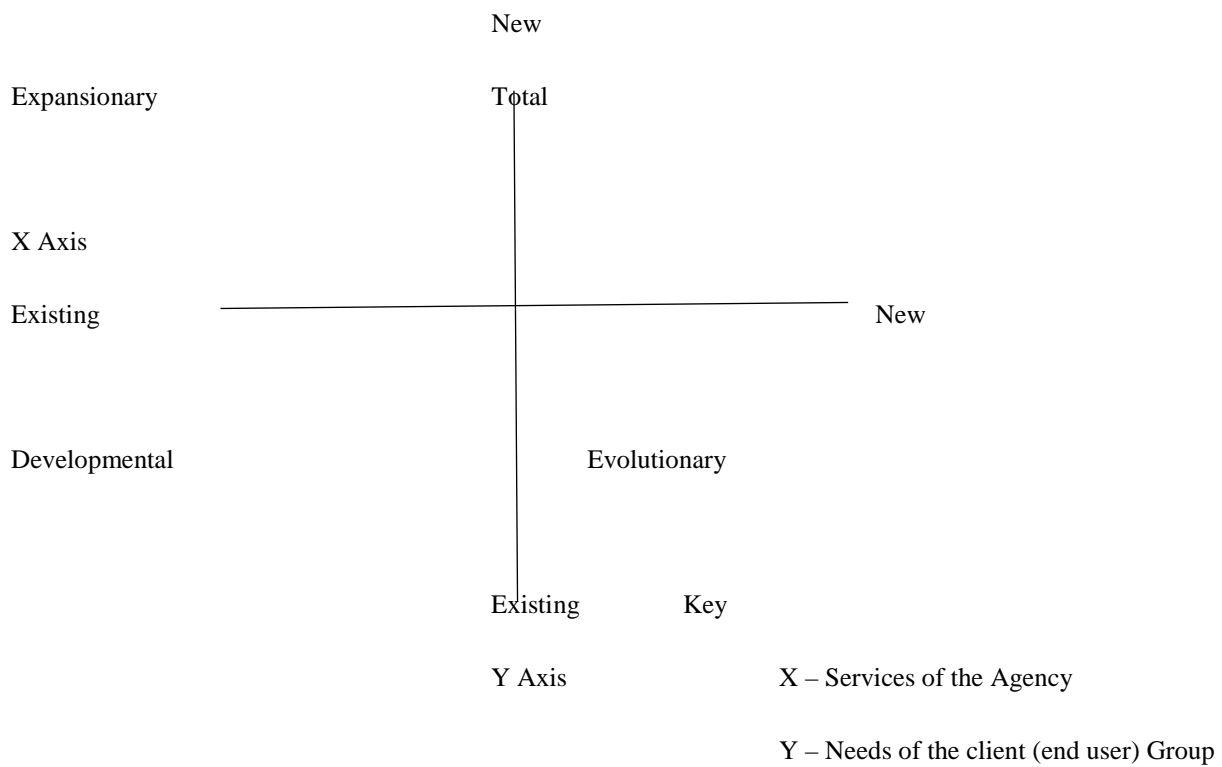 New
Expansionary Total
X Axis
Existing New
Developmental Evolutionary
Existing Key
Y Axis X – Services of the Agency
Y – Needs of the client (end user) Group